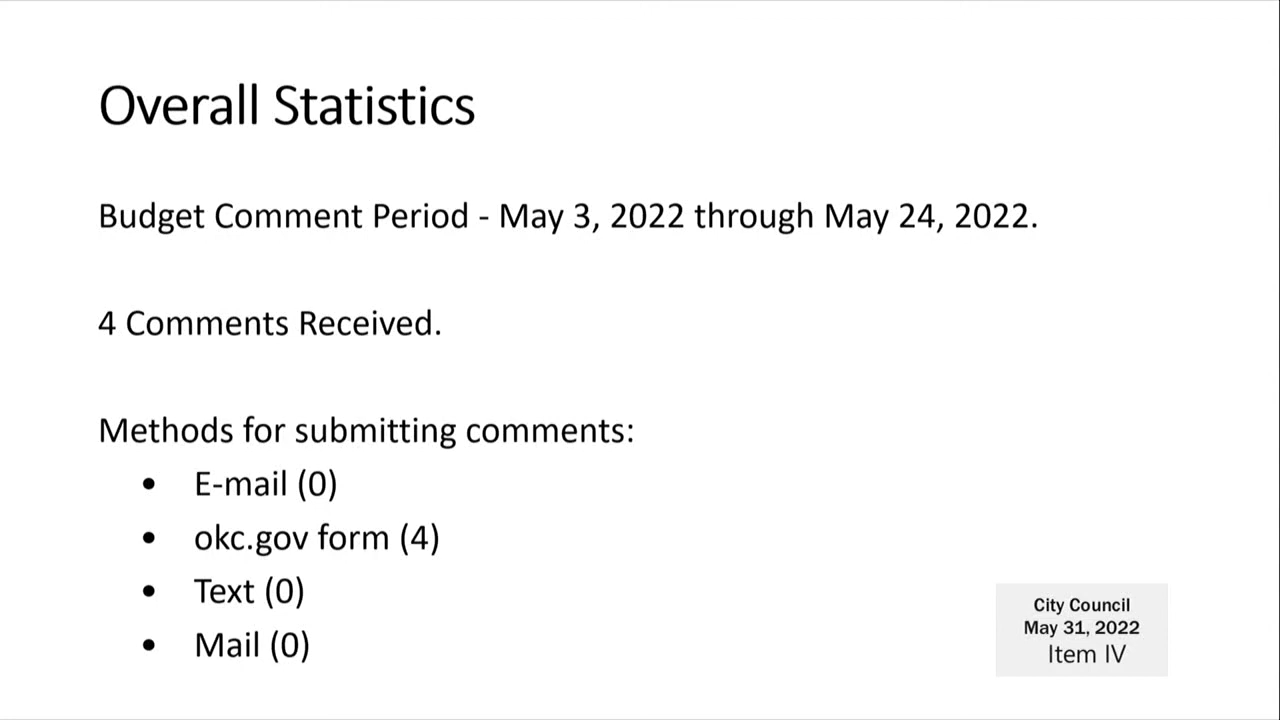 Overall Statistics
Budget Comment Period - May 3, 2022 through May 24, 2022.
4 Comments Received.
Methods for submitting comments:
• E-mail (0)
• okc.gov form (4)
• Text (0)
• Mail (0)
City Council
May 31, 2022
Item IV